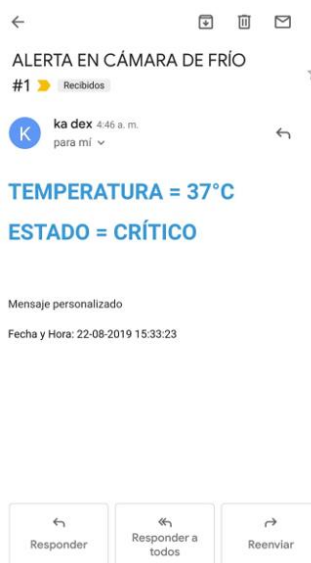 ALERTA EN CÁMARA DE FRÍO
#1 Recibidos
K
ka dex 4:46 a. m.
para mí
TEMPERATURA = 37°C
ESTADO = CRÍTICO
Mensaje personalizado
Fecha y Hora: 22-08-2019 15:33:23
Responder
Responder a
todos
Reenviar